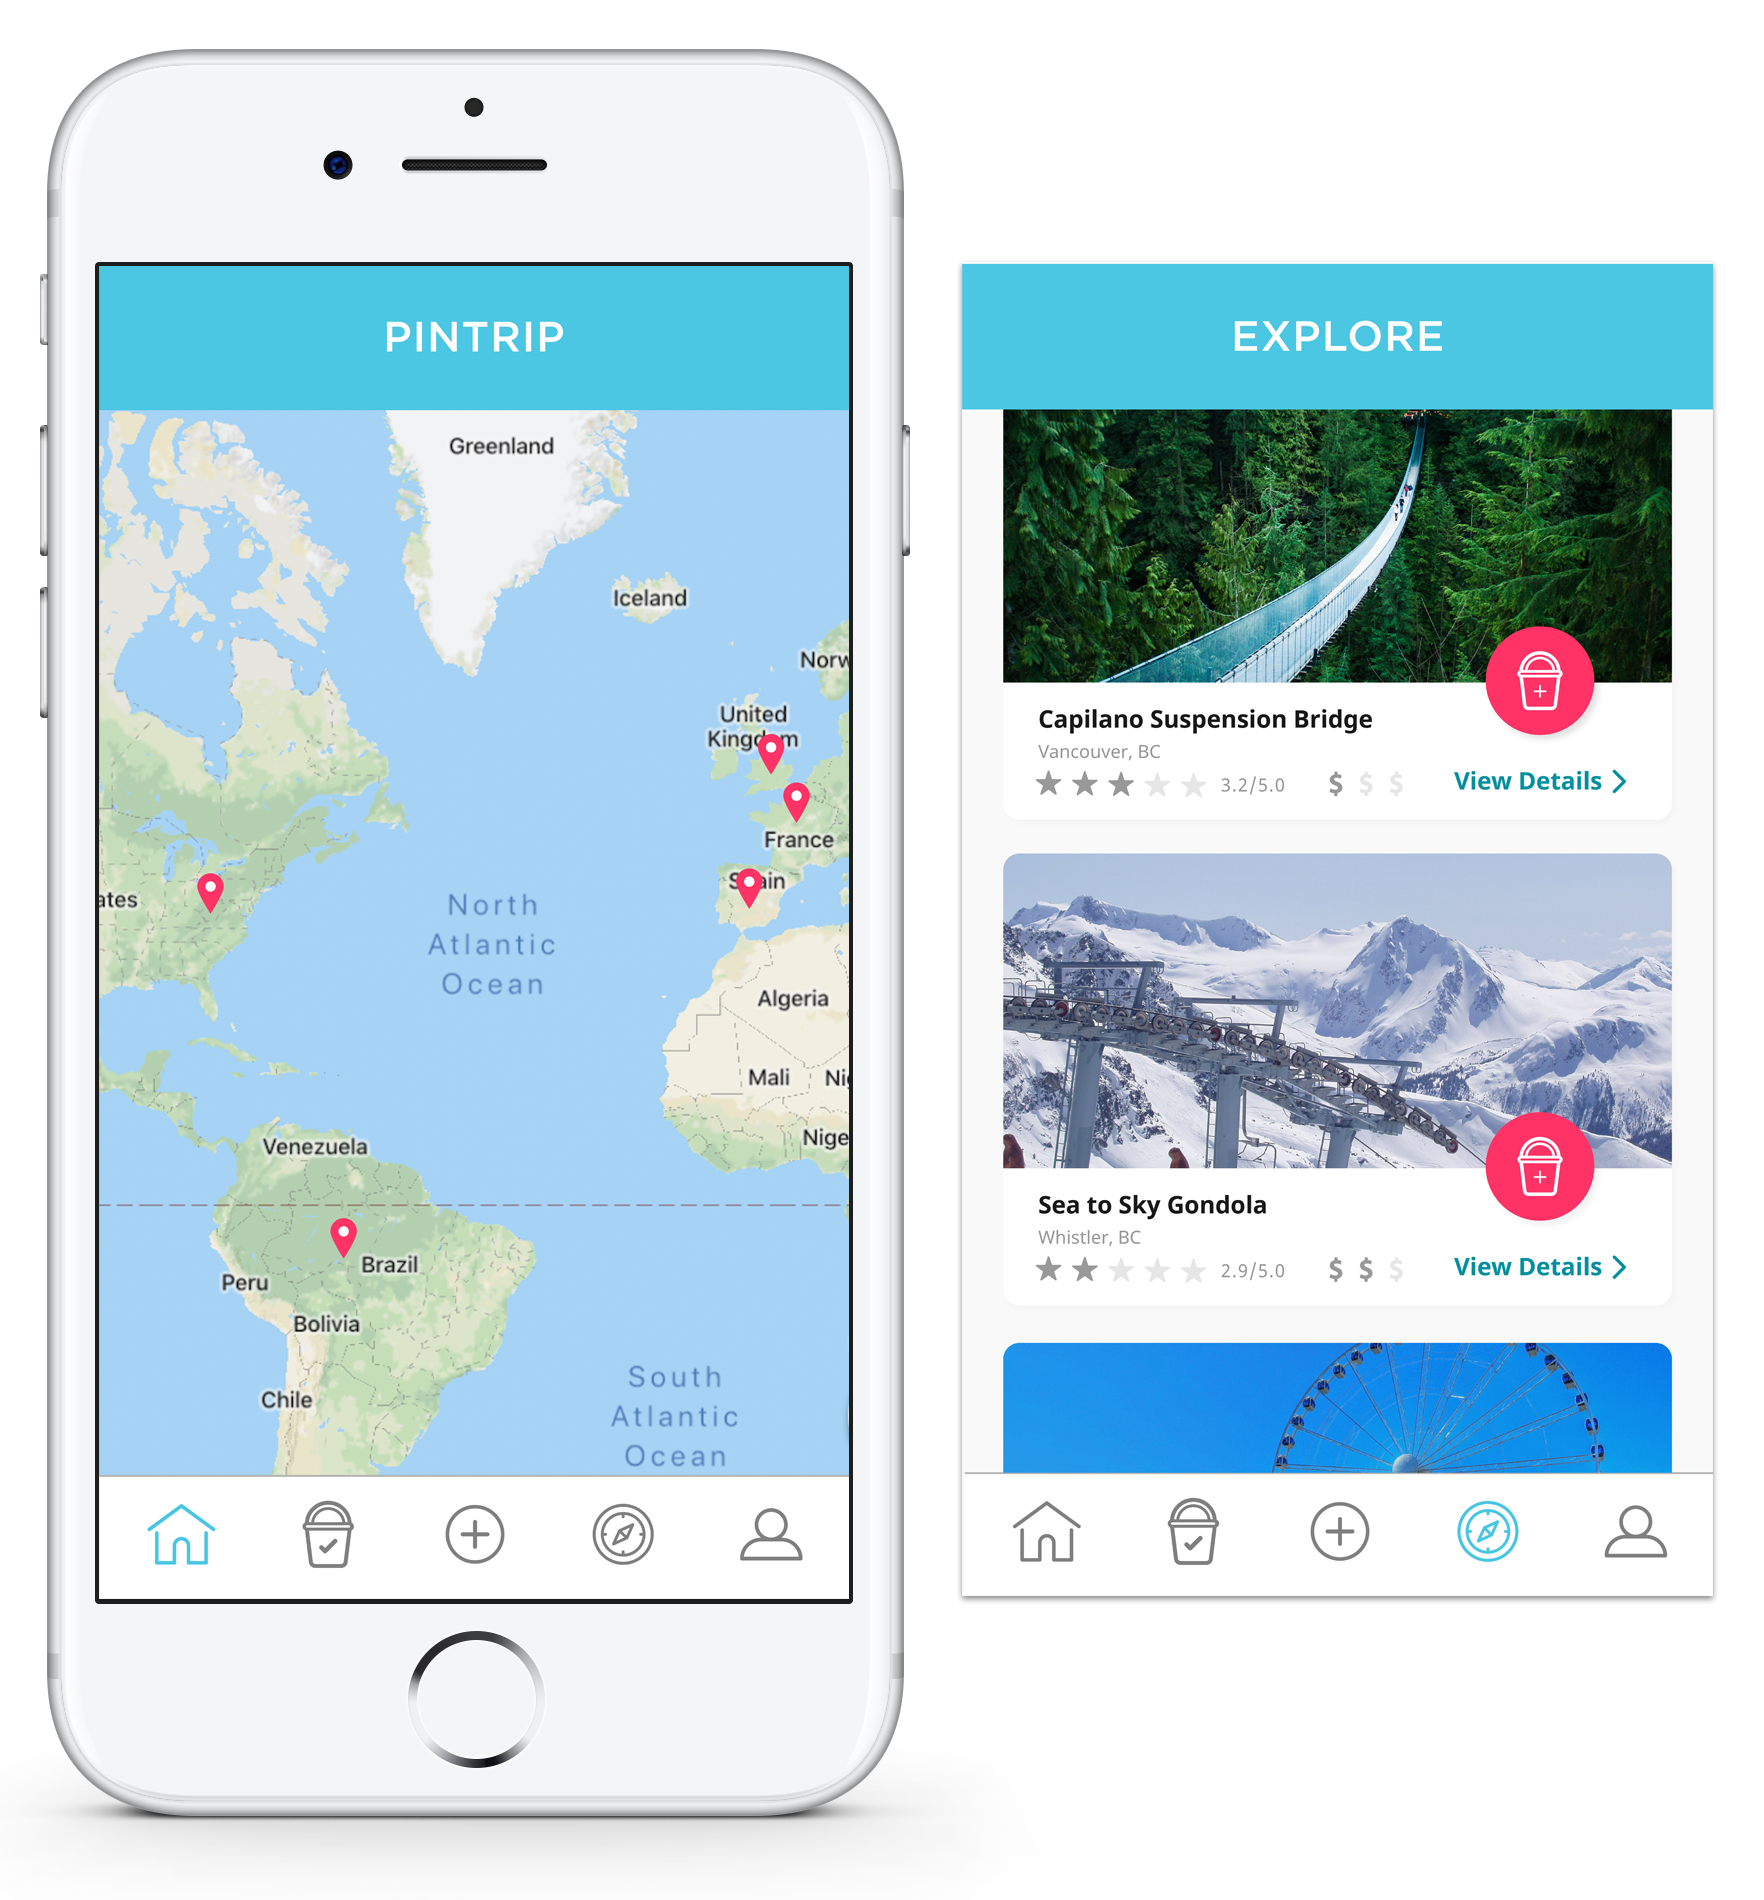 PINTRIP
Greenland
Iceland
Norw
United
Kingdom
France
Spain
ates
North
Atlantic
Ocean
Algeria
Mali
Ni
Nige
Venezuela
Brazil
Peru
Bolivia
Chile
South
Atlantic
Ocean
EXPLORE
Capilano Suspension Bridge
Vancouver, BC
3.2/5.0 $ $ $ View Details
Sea to Sky Gondola
Whistler, BC
2.9/5.0 $ $ $ View Details